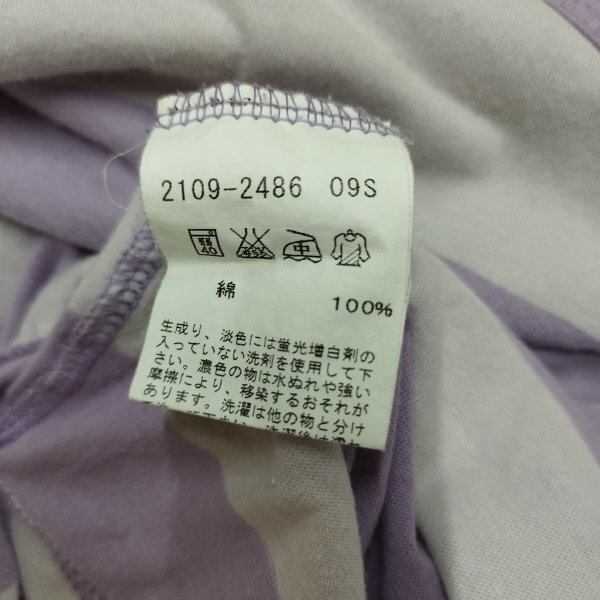 2109-2486 09S
弱 40
綿 100%
生成り、淡色には蛍光増白剤の
入っていない洗剤を使用して下
さい。濃色の物は水ぬれや強い
摩擦により、移染するおそれが
あります。洗濯は他の物と分け